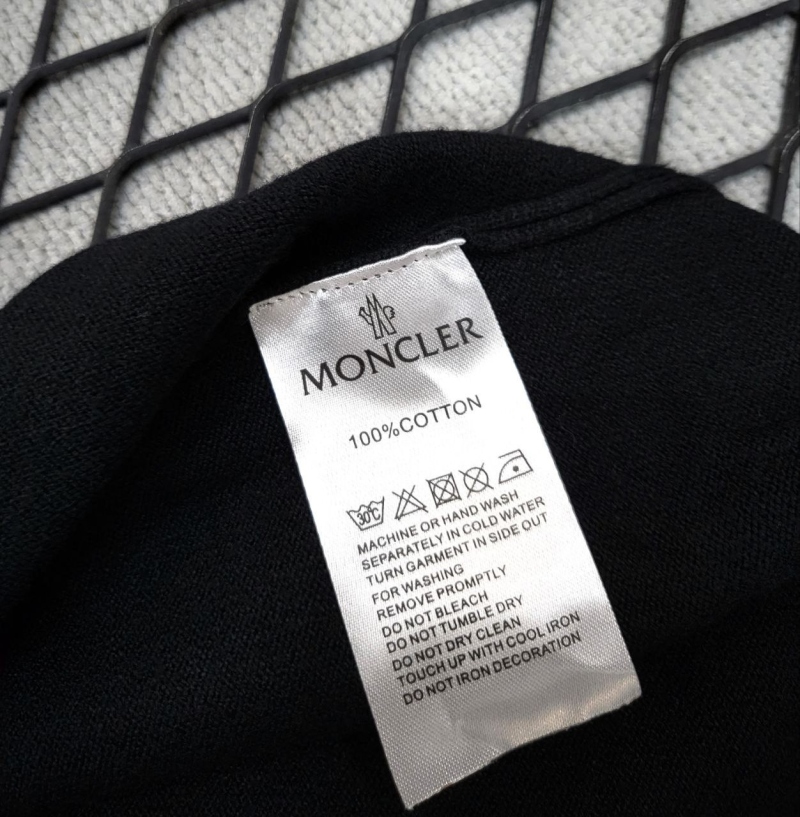 MONCLER
100%COTTON
30°C
MACHINE OR HAND WASH
SEPARATELY IN COLD WATER
TURN GARMENT IN SIDE OUT
FOR WASHING
REMOVE PROMPTLY
DO NOT BLEACH
DO NOT TUMBLE DRY
DO NOT DRY CLEAN
TOUCH UP WITH COOL IRON
DO NOT IRON DECORATION